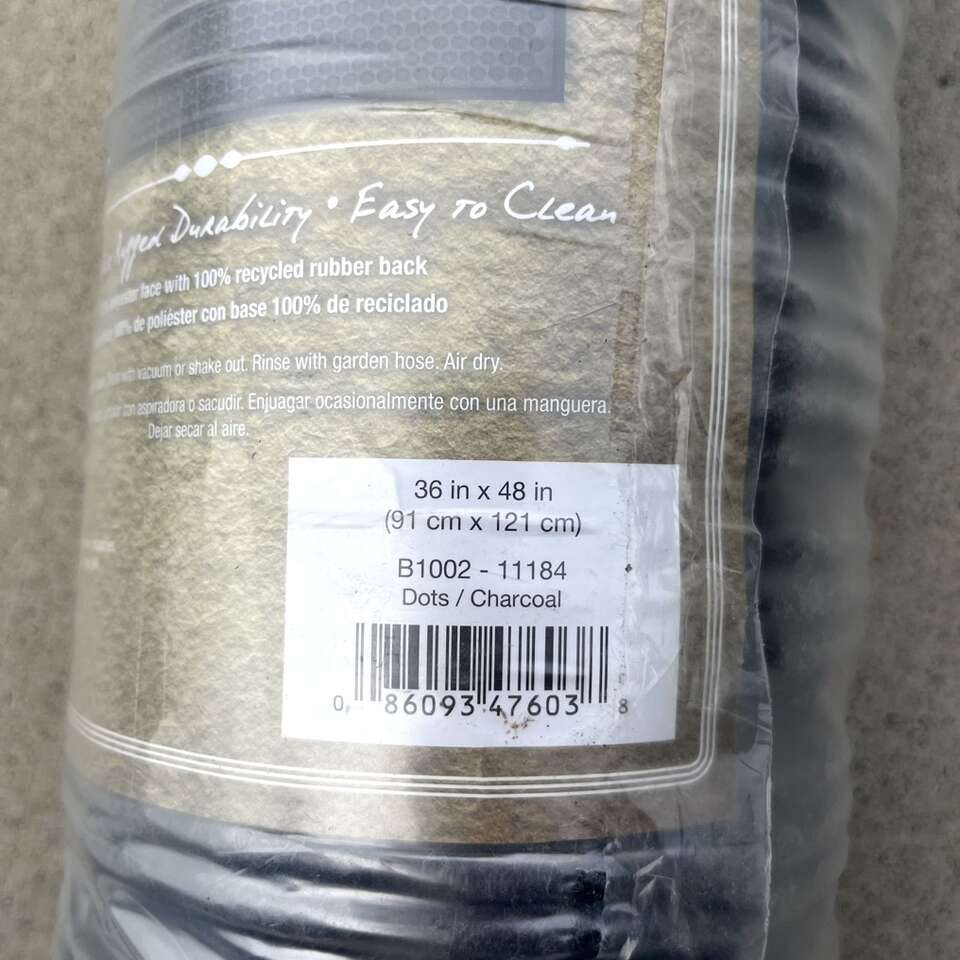 Rugged Durability • Easy to Clean
face with 100% recycled rubber back
100% de poliéster con base 100% de reciclado
with vacuum or shake out. Rinse with garden hose. Air dry.
con aspiradora o sacudir. Enjuagar ocasionalmente con una manguera.
Dejar secar al aire.
36 in x 48 in
(91 cm x 121 cm)
B1002 - 11184
Dots / Charcoal
0 86093 47603 8